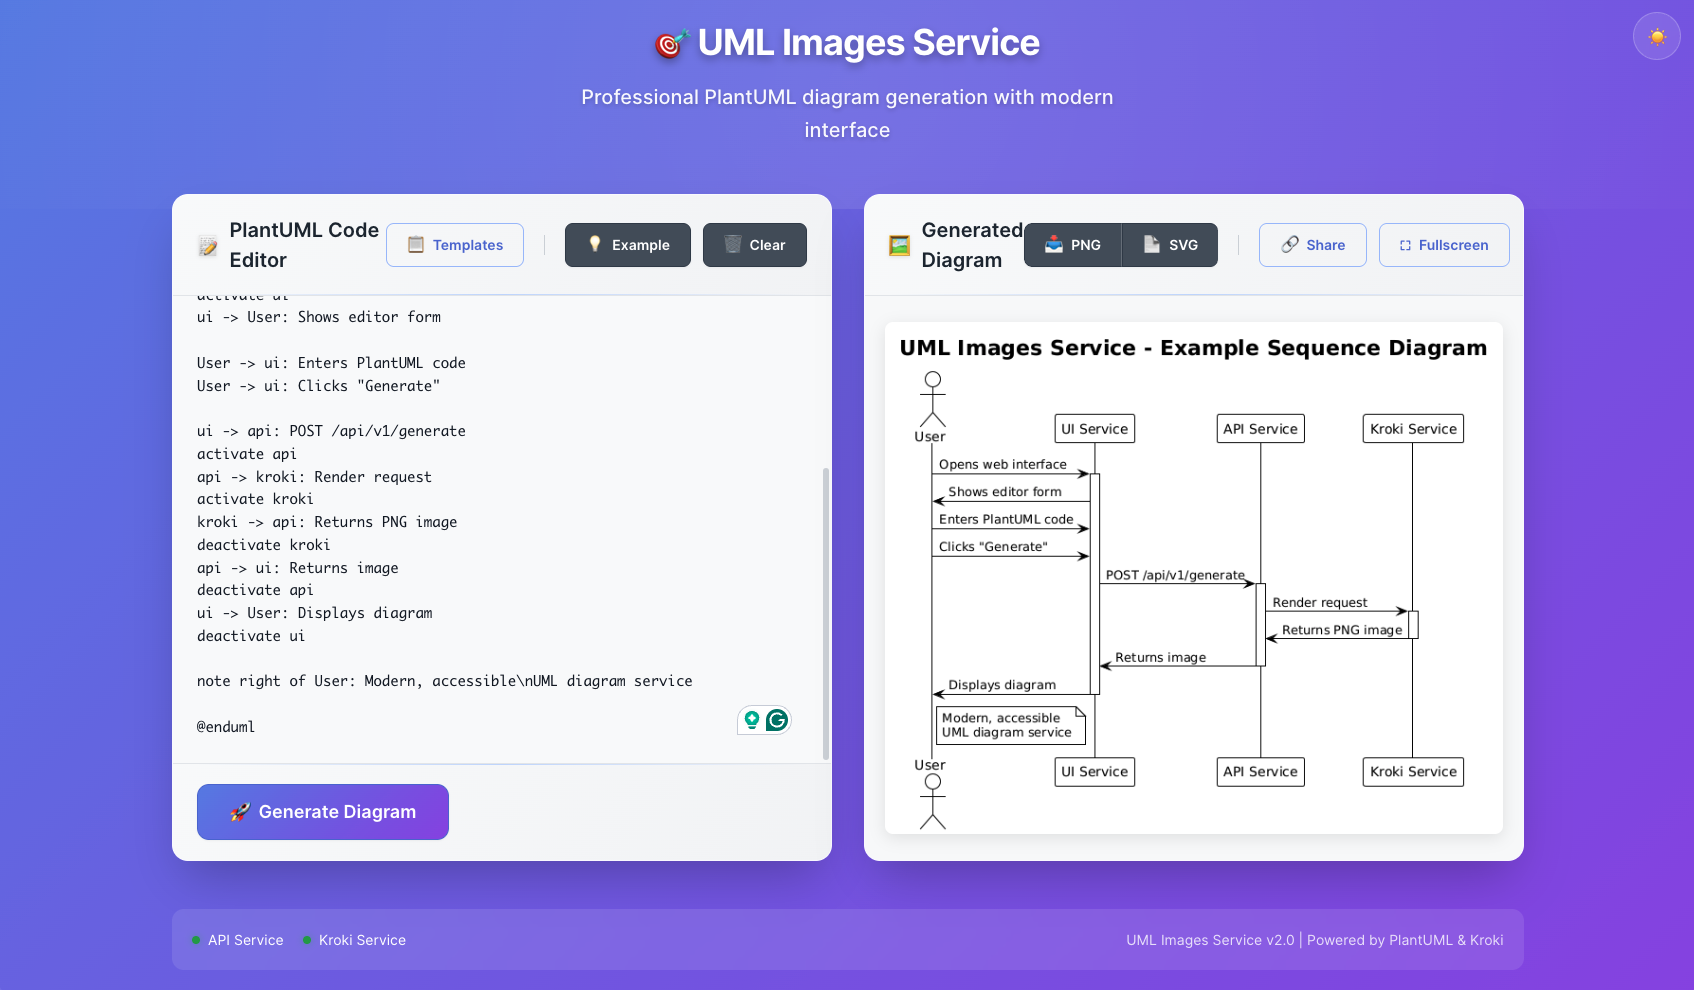 UML Images Service
Professional PlantUML diagram generation with modern
interface
PlantUML Code
Editor
Templates
Example
Clear
activate ui
ui -> User: Shows editor form
User -> ui: Enters PlantUML code
User -> ui: Clicks "Generate"
ui -> api: POST /api/v1/generate
activate api
api -> kroki: Render request
activate kroki
kroki -> api: Returns PNG image
deactivate kroki
api -> ui: Returns image
deactivate api
ui -> User: Displays diagram
deactivate ui
note right of User: Modern, accessible\nUML diagram service
@enduml
Generate Diagram
Generated
Diagram
PNG
SVG
Share
Fullscreen
UML Images Service - Example Sequence Diagram
User
UI Service
API Service
Kroki Service
Opens web interface
Shows editor form
Enters PlantUML code
Clicks "Generate"
POST /api/v1/generate
Render request
Returns PNG image
Returns image
Displays diagram
Modern, accessible
UML diagram service
User
UI Service
API Service
Kroki Service
API Service
Kroki Service
UML Images Service v2.0 | Powered by PlantUML & Kroki